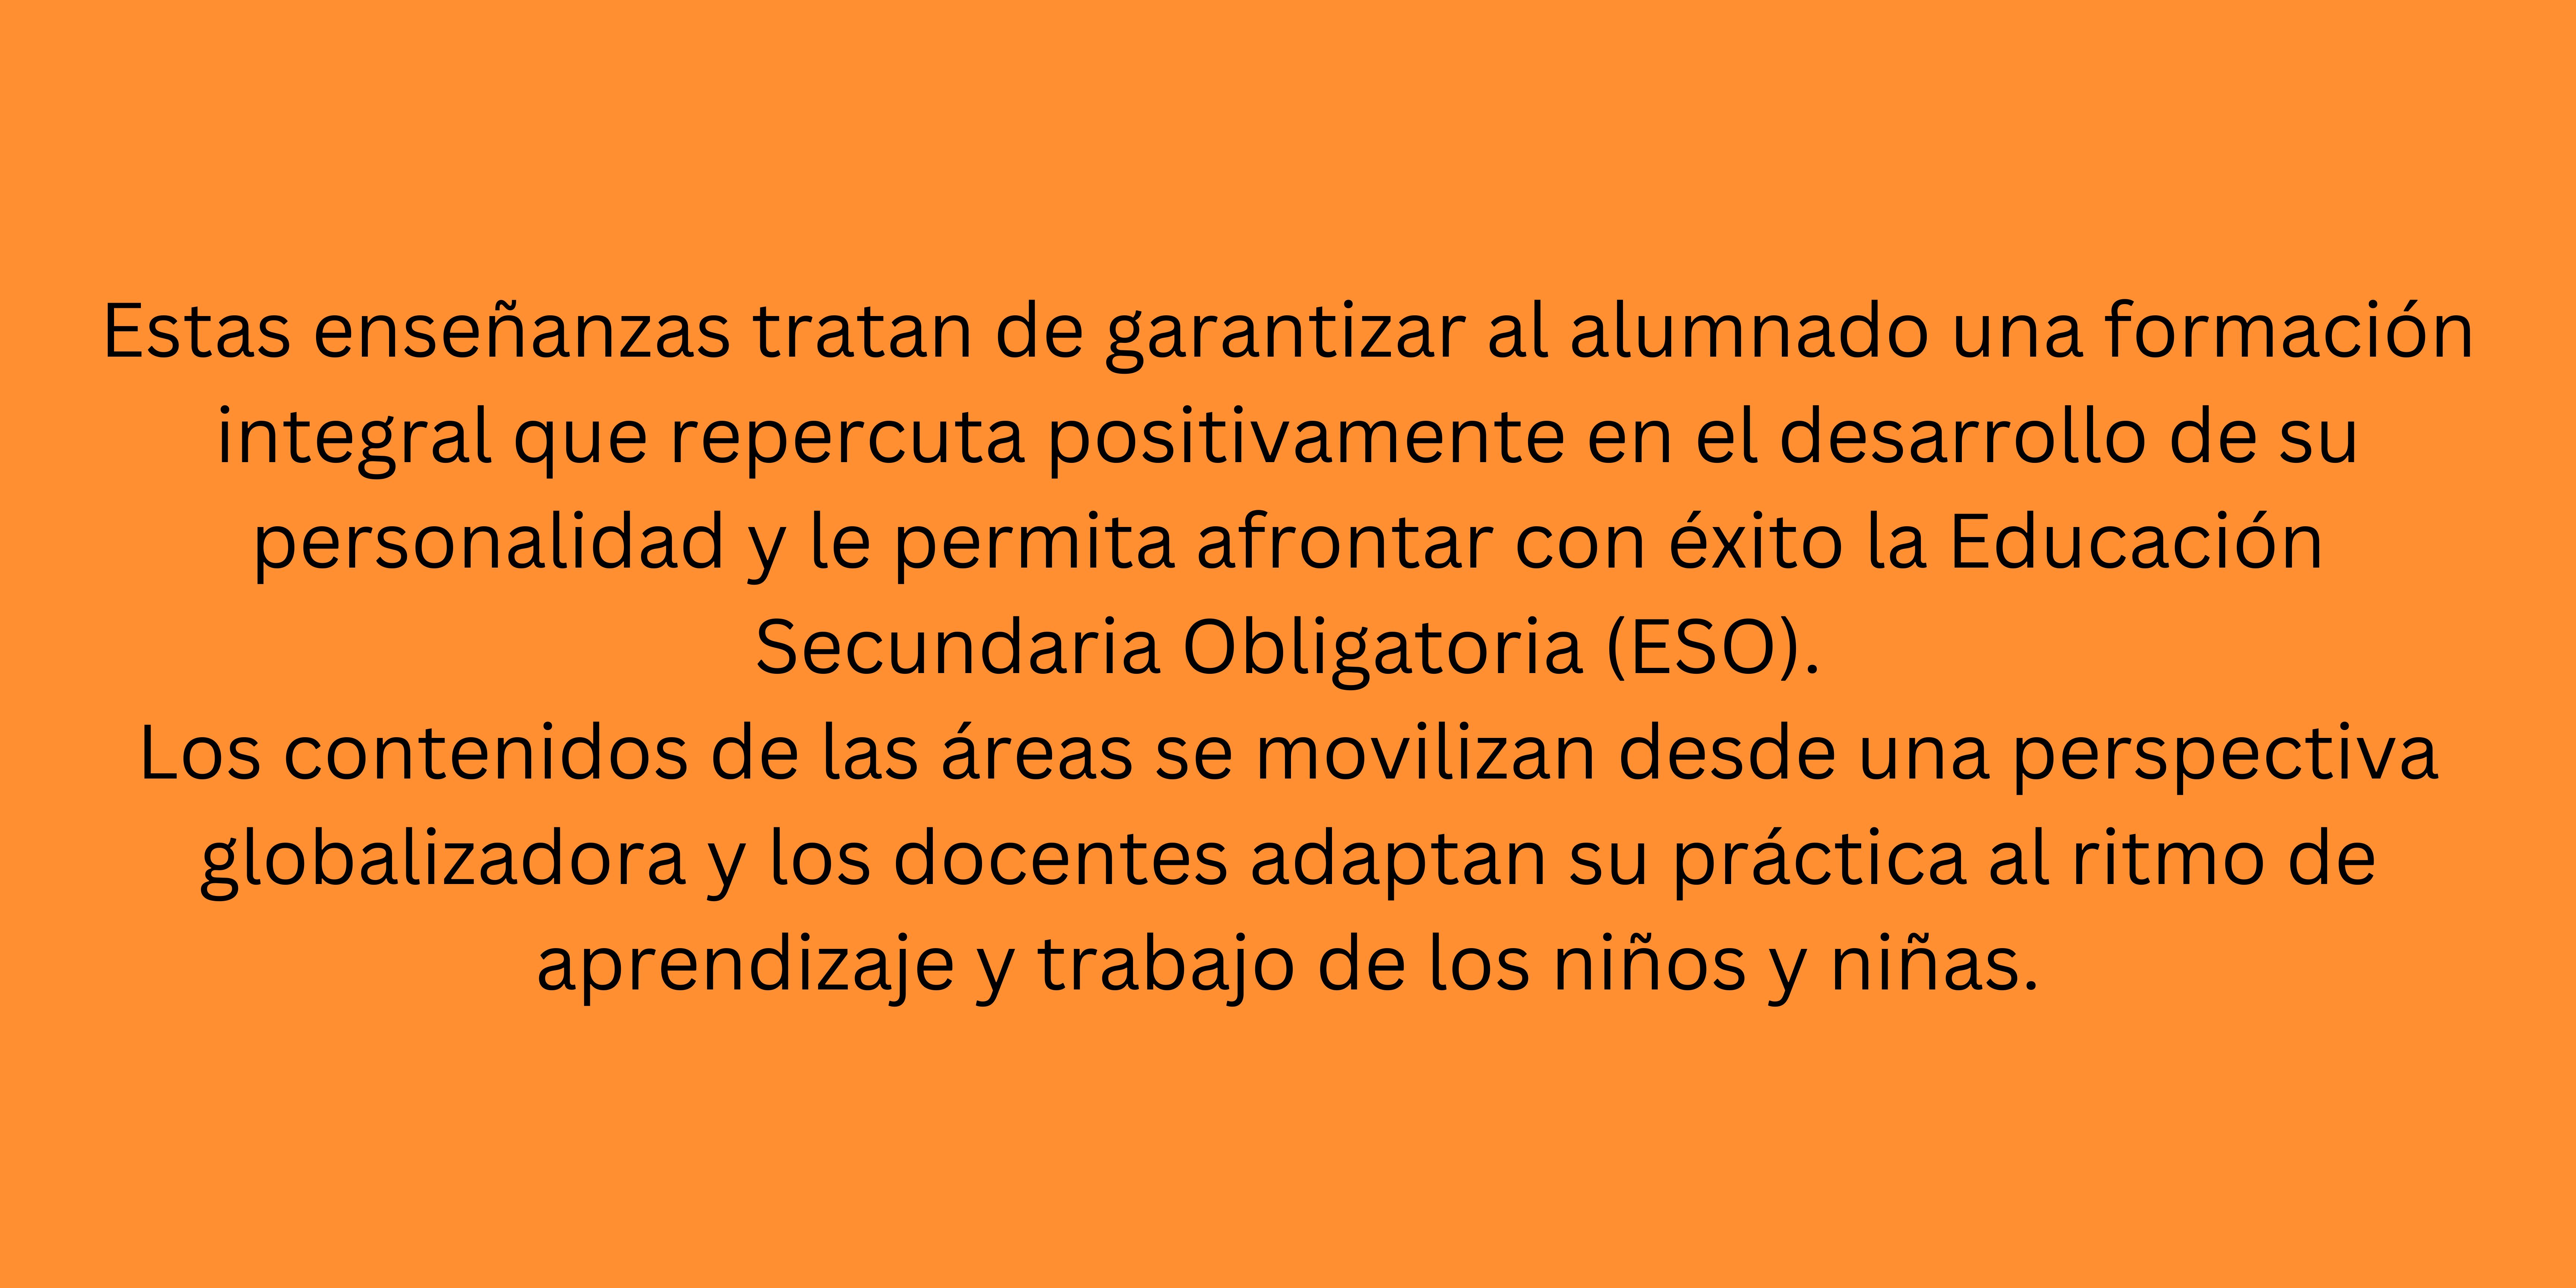 Estas enseñanzas tratan de garantizar al alumnado una formación
integral que repercuta positivamente en el desarrollo de su
personalidad y le permita afrontar con éxito la Educación
Secundaria Obligatoria (ESO).
Los contenidos de las áreas se movilizan desde una perspectiva
globalizadora y los docentes adaptan su práctica al ritmo de
aprendizaje y trabajo de los niños y niñas.